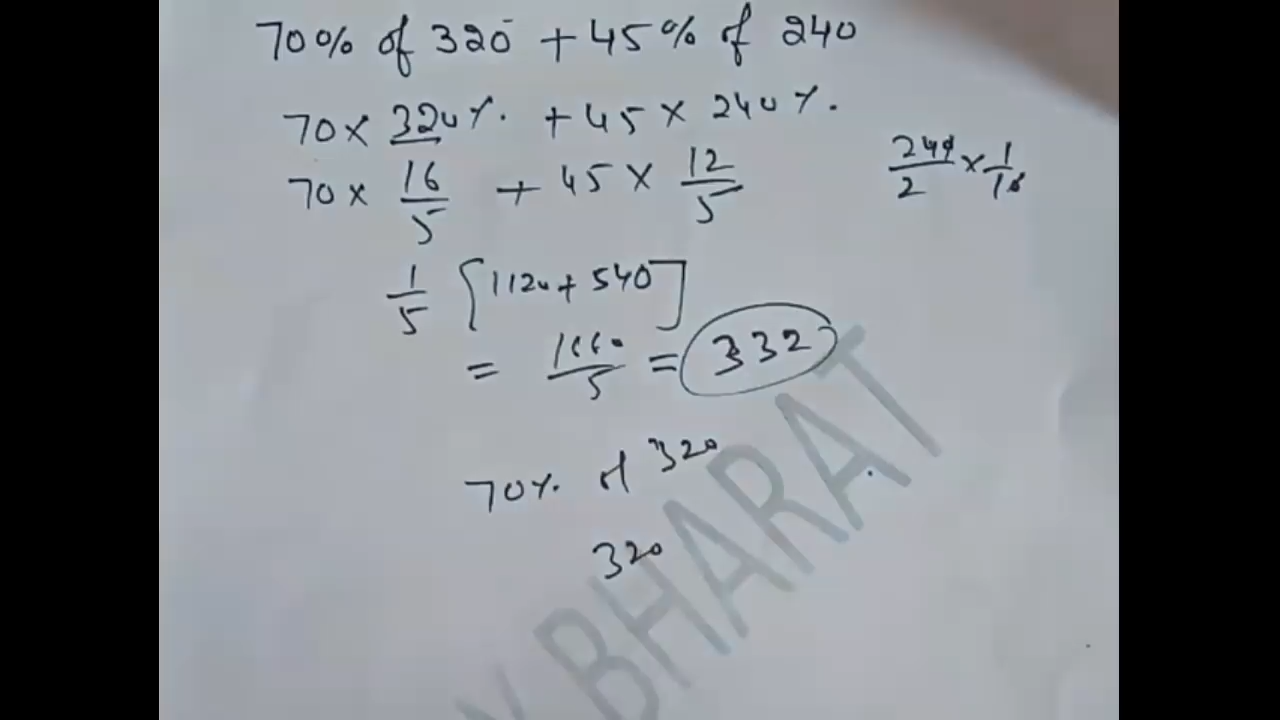 70% of 320 + 45% of 240
70 × 320%. + 45 × 240%.
70 × 16/5 + 45 × 12/5
240/2 × 1/10
1/5 [1120 + 540]
= 1660/5 = 332
70%. of 320
320
BHARAT